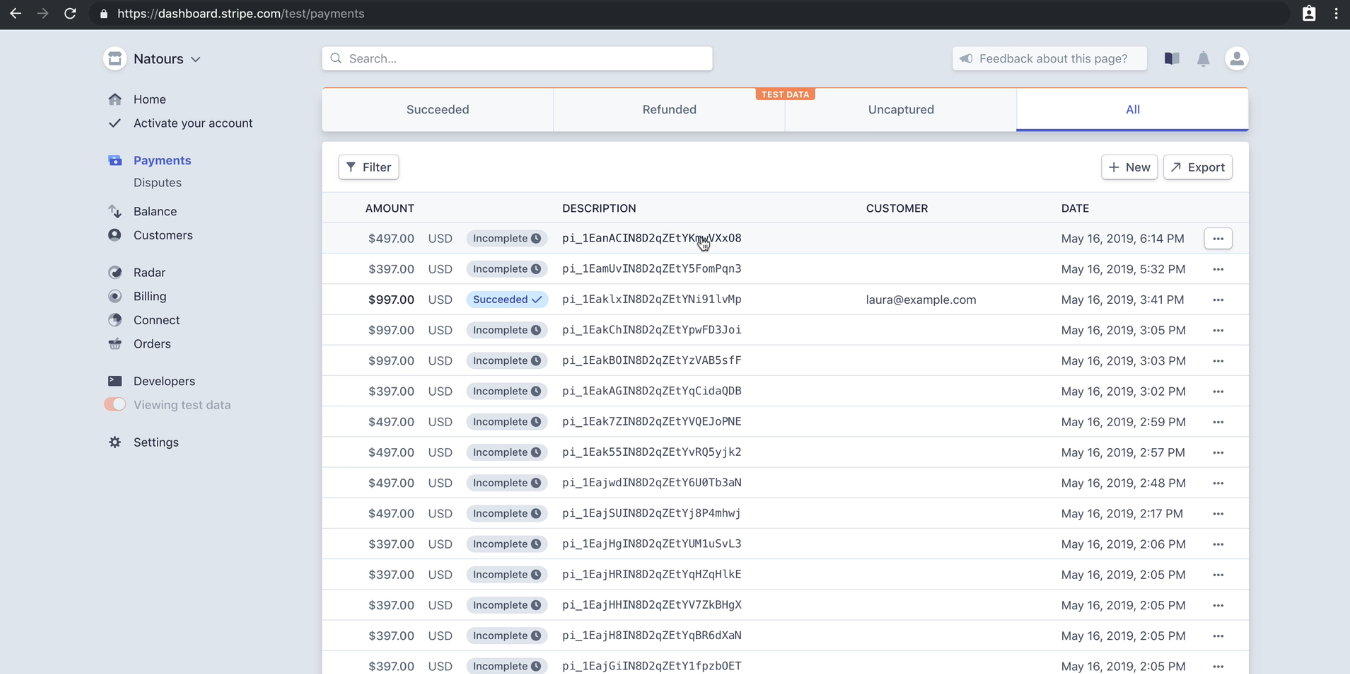 https://dashboard.stripe.com/test/payments
Natours
Search...
Feedback about this page?
Home
Activate your account
Payments
Disputes
Balance
Customers
Radar
Billing
Connect
Orders
Developers
Viewing test data
Settings
TEST DATA
Succeeded Refunded Uncaptured All
Filter + New Export
AMOUNT DESCRIPTION CUSTOMER DATE
$497.00 USD Incomplete May 16, 2019, 6:14 PM
$397.00 USD Incomplete pi_1EamUvIN8D2qZEtY5FomPqn3 May 16, 2019, 5:32 PM
$997.00 USD Succeeded pi_1EaklxIN8D2qZEtYNi91lvMp laura@example.com May 16, 2019, 3:41 PM
$997.00 USD Incomplete pi_1EakChIN8D2qZEtYpwFD3Joi May 16, 2019, 3:05 PM
$997.00 USD Incomplete pi_1EakBOIN8D2qZEtYzVAB5sfF May 16, 2019, 3:03 PM
$397.00 USD Incomplete pi_1EakAGIN8D2qZEtYqCidaQDB May 16, 2019, 3:02 PM
$497.00 USD Incomplete pi_1Eak7ZIN8D2qZEtYVQEJoPNE May 16, 2019, 2:59 PM
$497.00 USD Incomplete pi_1Eak55IN8D2qZEtYvRQ5yjk2 May 16, 2019, 2:57 PM
$497.00 USD Incomplete pi_1EajwdIN8D2qZEtY6U0Tb3aN May 16, 2019, 2:48 PM
$497.00 USD Incomplete pi_1EajSUIN8D2qZEtYj8P4mhwj May 16, 2019, 2:17 PM
$397.00 USD Incomplete pi_1EajHgIN8D2qZEtYUM1uSvL3 May 16, 2019, 2:06 PM
$397.00 USD Incomplete pi_1EajHRIN8D2qZEtYqHZqHlkE May 16, 2019, 2:05 PM
$397.00 USD Incomplete pi_1EajHHIN8D2qZEtYV7ZkBHgX May 16, 2019, 2:05 PM
$397.00 USD Incomplete pi_1EajH8IN8D2qZEtYqBR6dXaN May 16, 2019, 2:05 PM
$397.00 USD Incomplete pi_1EajGiIN8D2qZEtY1fpzbOET May 16, 2019, 2:05 PM